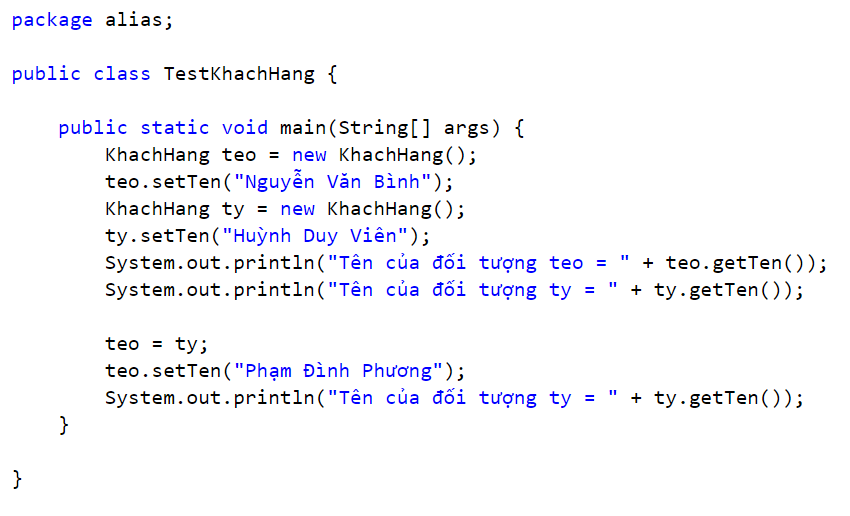 package alias;
public class TestKhachHang {
public static void main(String[] args) {
KhachHang teo = new KhachHang();
teo.setTen("Nguyễn Văn Bình");
KhachHang ty = new KhachHang();
ty.setTen("Huỳnh Duy Viên");
System.out.println("Tên của đối tượng teo = " + teo.getTen());
System.out.println("Tên của đối tượng ty = " + ty.getTen());
teo = ty;
teo.setTen("Phạm Đình Phương");
System.out.println("Tên của đối tượng ty = " + ty.getTen());
}
}